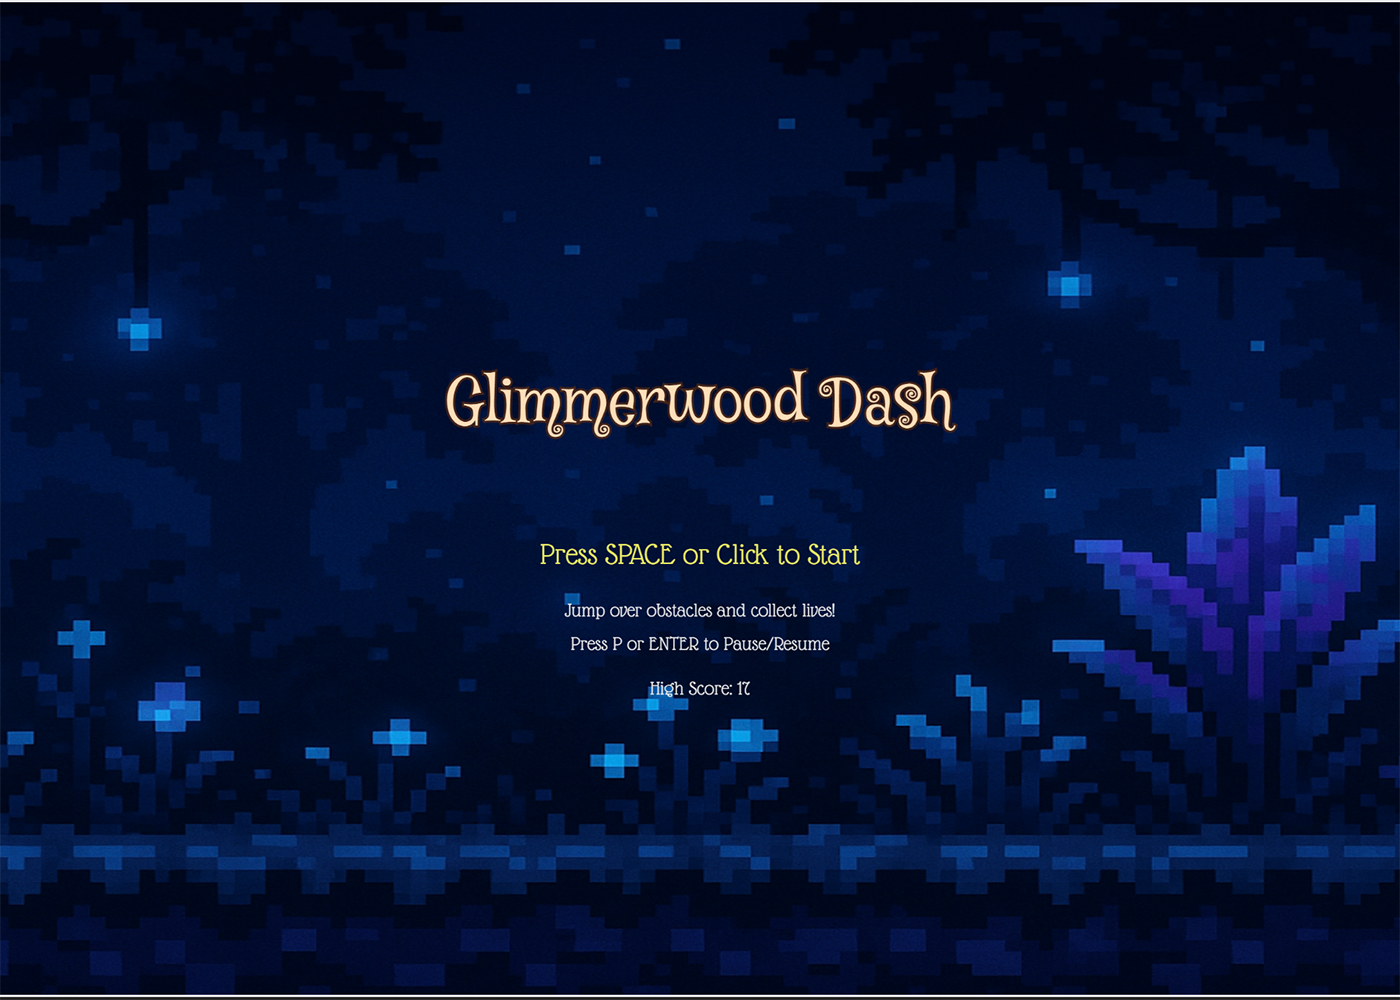 Glimmerwood Dash
Press SPACE or Click to Start
Jump over obstacles and collect lives!
Press P or ENTER to Pause/Resume
High Score: 17